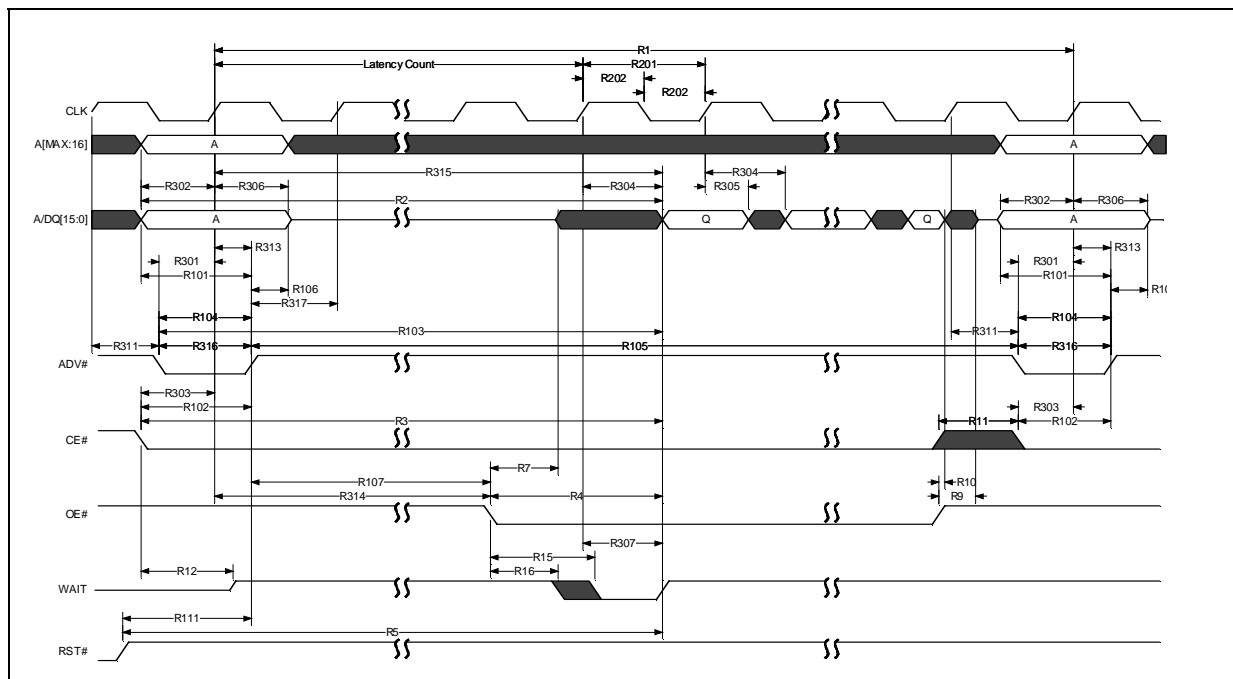 R1
Latency Count
R201
R202
R202
CLK
A[MAX:16]
A
A
R315
R304
R302
R306
R304
R305
R2
R302
R306
A/DQ[15:0]
A
Q
Q
A
R313
R313
R301
R301
R101
R101
R106
R317
R104
R104
R103
R311
R311
R316
R105
R316
ADV#
R303
R303
R102
R3
R11
R102
CE#
R7
R107
R10
R314
R4
R9
OE#
R307
R15
R12
R16
WAIT
R111
R5
RST#